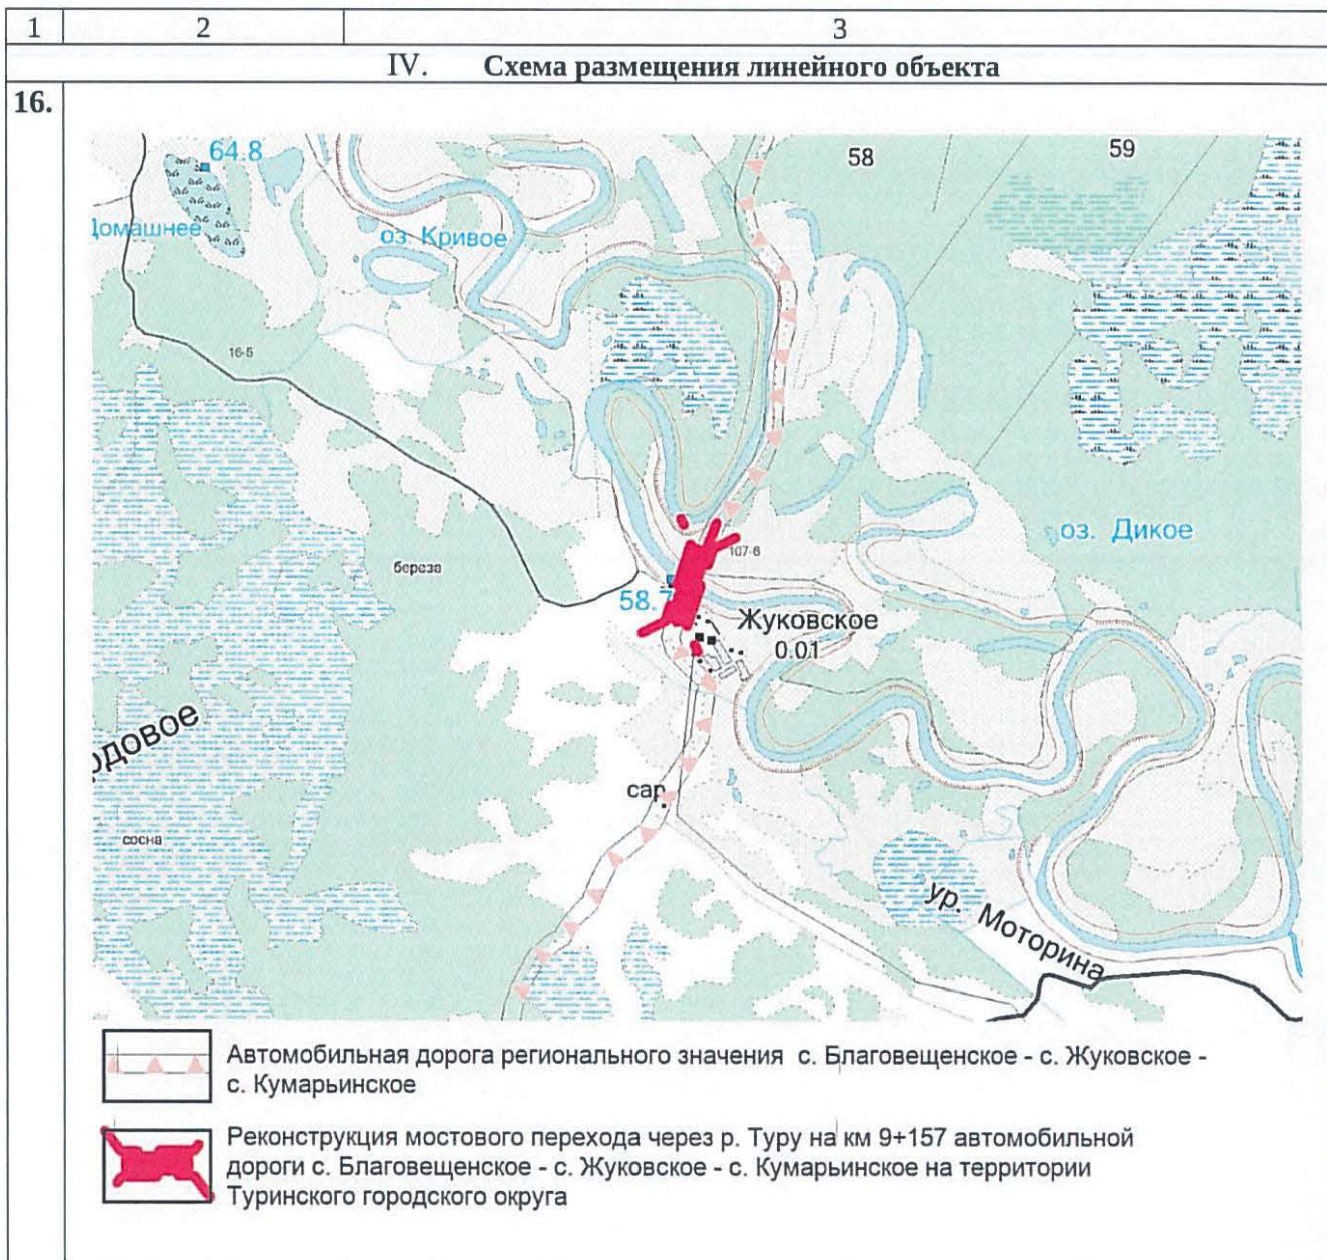 1 2 3
IV. Схема размещения линейного объекта
16.
64.8
58
59
Домашнее
оз. Кривое
16-5
оз. Дикое
107-6
береза
58.7
Жуковское
0.01
одовое
сар
сосна
ур. Моторина
Автомобильная дорога регионального значения с. Благовещенское - с. Жуковское -
с. Кумарьинское
Реконструкция мостового перехода через р. Туру на км 9+157 автомобильной
дороги с. Благовещенское - с. Жуковское - с. Кумарьинское на территории
Туринского городского округа